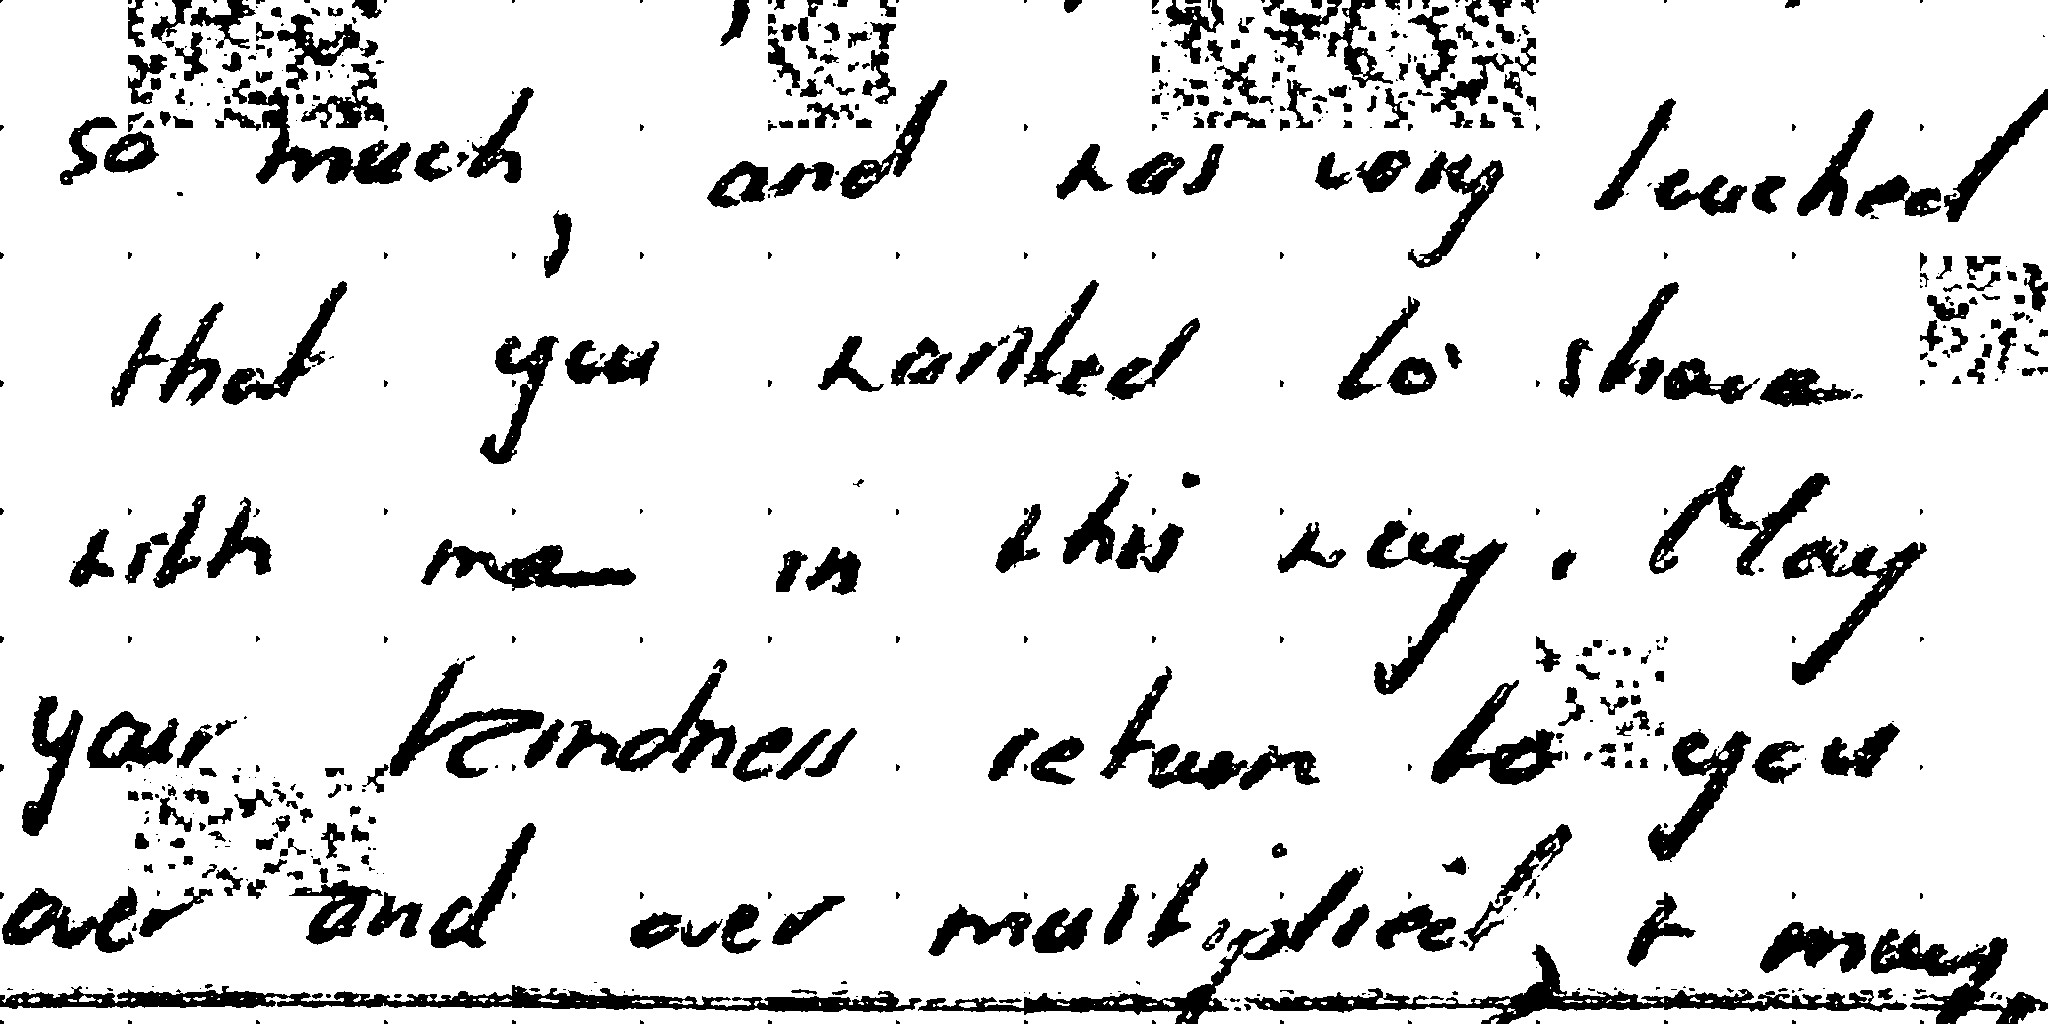 so much, and was very touched
that you wanted to share
with me in this way. May
your kindness return to you
over and over multiplied, & may